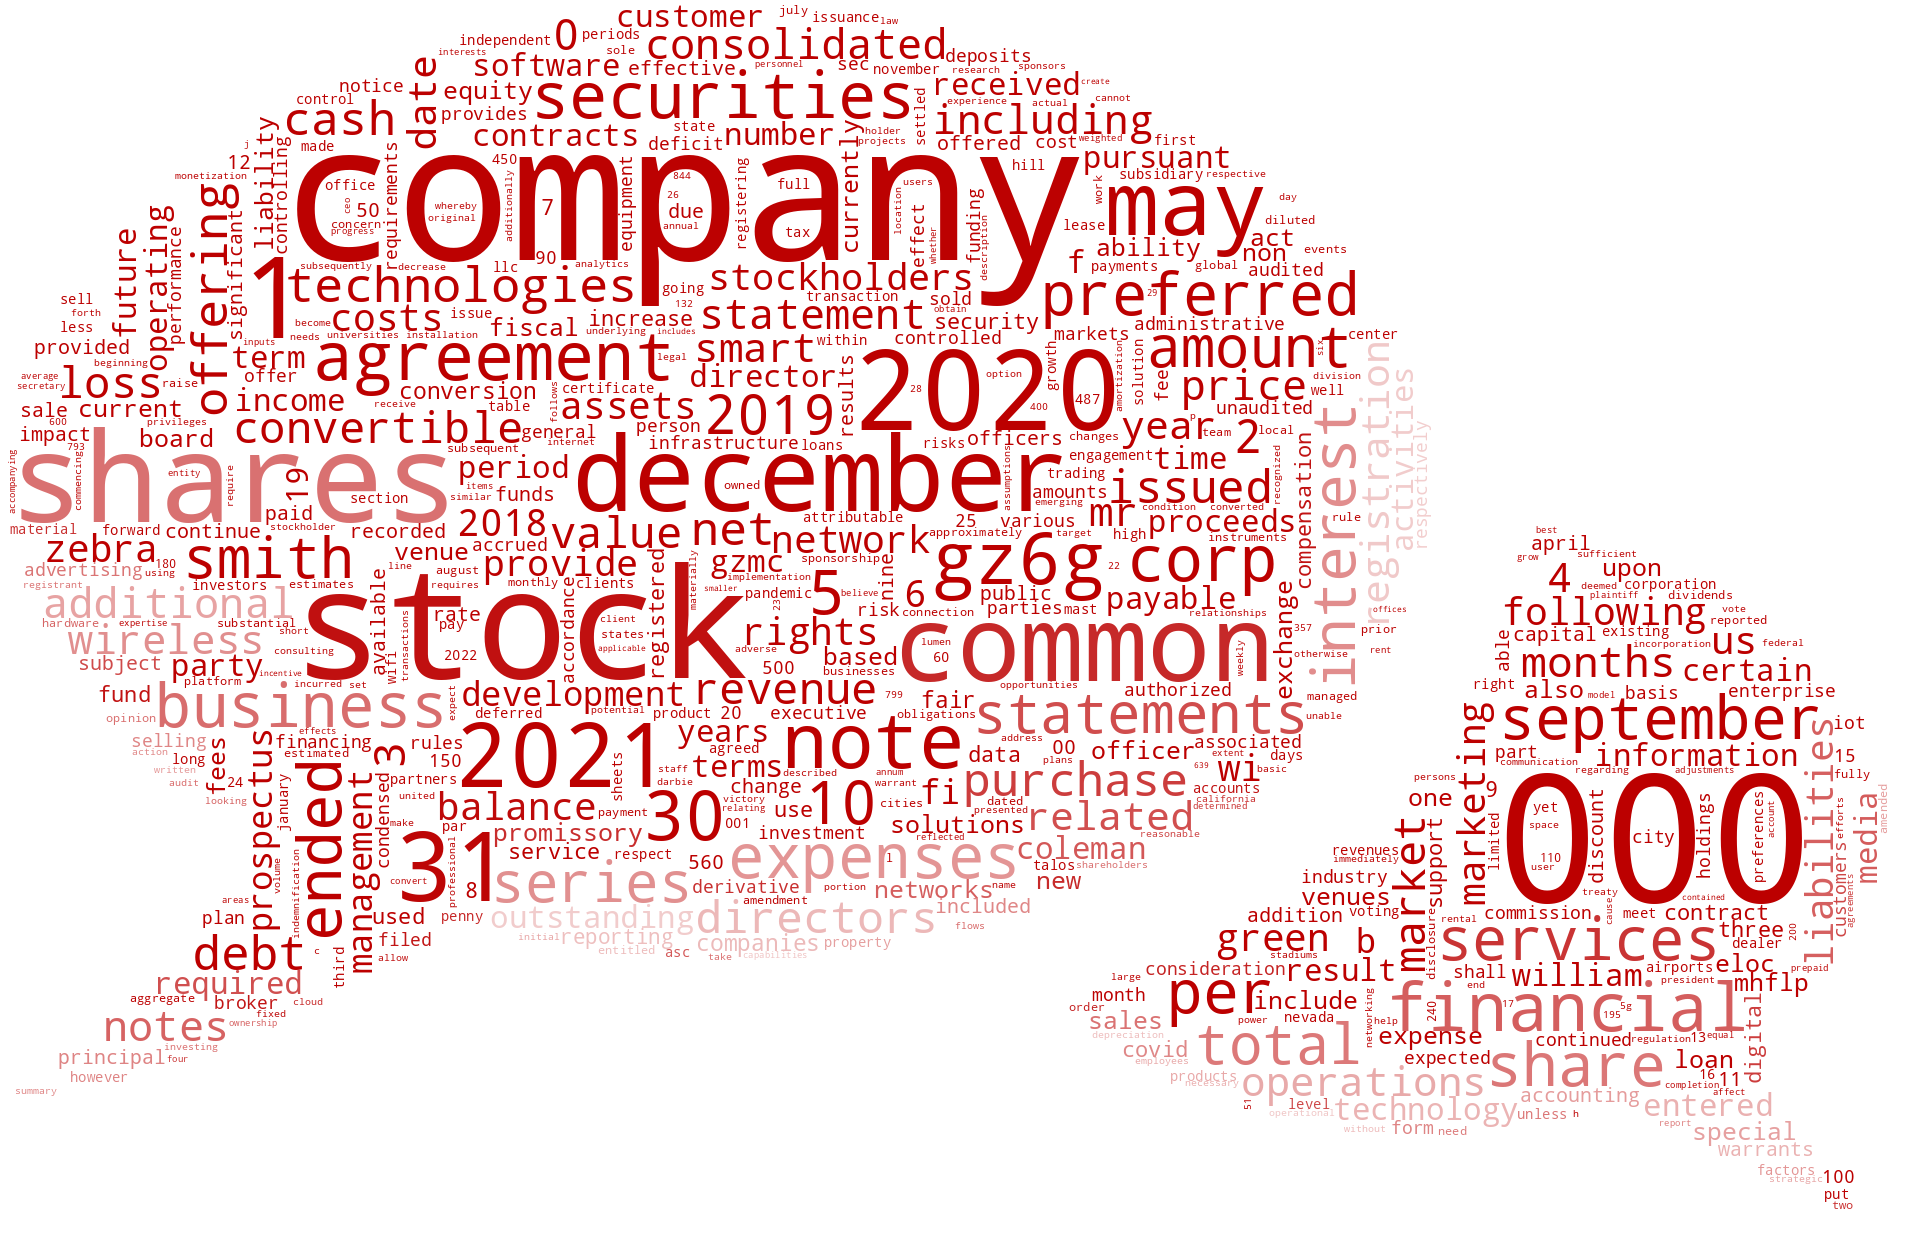 customer
july
issuance
law
independent
0
periods
consolidated
interests
sole
deposits
software
effective
personnel
sec
november
research
sponsors
notice
date
equity
securities
received
create
control
provides
experience
actual
cannot
cash
contracts
state
number
holder
settled
including
j
made
deficit
projects
offered
cost
weighted
first
12
liability
controlling
requirements
company
450
844
full
currently
users
hill
pursuant
monetization
office
50
ceo
whereby
original
7
26
due
annual
tax
subsidiary
respective
may
work
day
concern
progress
additionally
equipment
registering
location
effect
whether
funding
description
lease
diluted
future
operating
performance
offering
significant
90
ability
act
non
events
1
subsequently
decrease
llc
analytics
stockholders
f
payments
global
audited
technologies
going
transaction
sold
obtain
preferred
29
sell
forth
less
costs
issue
132
increase
statement
security
become
needs
universities
installation
fiscal
underlying
includes
markets
administrative
center
provided
inputs
term
agreement
legal
smart
within
controlled
growth
amount
six
beginning
average
secretary
loss
raise
offer
conversion
certificate
director
results
2020
option
solution
fee
division
price
well
sale
current
income
receive
table
follows
assets
2019
28
400
487
amortization
unaudited
600
privileges
impact
board
convertible
general
person
infrastructure
loans
risks
officers
changes
year
p
team
2
local
793
shares
entity
require
subsequent
internet
period
december
owned
assumptions
engagement
time
trading
interest
registration
activities
respectively
accompanying
commencing
19
items
similar
funds
section
amounts
emerging
issued
recognized
compensation
material
forward
continue
paid
stockholder
recorded
2018
value
net
attributable
25
various
mr
condition
converted
proceeds
rule
zebra
smith
venue
accrued
network
approximately
target
high
instruments
advertising
using
180
line
provide
gzmc
sponsorship
nine
gz6g
corp
22
registrant
investors
estimates
august
requires
monthly
clients
implementation
materially
smaller
pandemic
23
5
believe
6
public
additional
available
stock
accordance
registered
risk
connection
parties
mast
payable
relationships
offices
hardware
expertise
substantial
short
rate
pay
client
states
applicable
rights
common
lumen
60
weekly
exchange
357
prior
wireless
consulting
wifi
transactions
2022
adverse
500
based
businesses
otherwise
rent
subject
party
platform
incentive
incurred
set
development
revenue
799
fair
opportunities
authorized
managed
fund
business
expect
deferred
potential
product
20
executive
obligations
statements
unable
opinion
selling
action
effects
financing
estimated
rules
2021
years
agreed
note
address
data
plans
00
officer
associated
extent
days
written
long
fees
audit
24
looking
prospectus
january
ended
3
150
partners
sheets
staff
darbie
terms
described
annum
warrant
fi
purchase
639
wi
basic
accounts
california
determined
management
condensed
united
balance
payment
change
victory
relating
use
10
cities
dated
presented
make
par
promissory
30
001
investment
solutions
reflected
related
reasonable
31
professional
service
respect
560
expenses
1
coleman
talos
shareholders
new
volume
areas
indemnification
convert
8
series
derivative
amendment
portion
networks
name
plan
used
penny
outstanding
directors
included
flows
debt
c
third
filed
allow
initial
reporting
entitled
asc
companies
take
capabilities
property
required
aggregate
broker
fixed
cloud
notes
ownership
investing
principal
four
however
summary
best
april
grow
sufficient
4
deemed
upon
corporation
plaintiff
dividends
following
vote
reported
able
capital
existing
us
incorporation
federal
months
certain
right
also
model
basis
enterprise
marketing
september
liabilities
iot
part
communication
information
15
persons
regarding
adjustments
fully
one
9
limited
000
yet
space
110
user
discount
city
holdings
preferences
account
customers
efforts
agreements
media
amended
revenues
immediately
industry
market
support
venues
treaty
contained
addition
voting
disclosure
rental
commission
cause
meet
contract
green
b
stadiums
services
three
dealer
200
large
consideration
result
shall
end
william
airports
president
eloc
prepaid
month
order
per
include
mhflp
sales
power
nevada
networking
help
240
financial
17
195
5g
depreciation
covid
employees
total
expense
continued
regulation
13
equal
digital
expected
loan
products
necessary
operations
share
16
11
completion
affect
51
operational
level
technology
accounting
unless
h
entered
without
form
need
report
special
warrants
factors
strategic
100
put
two